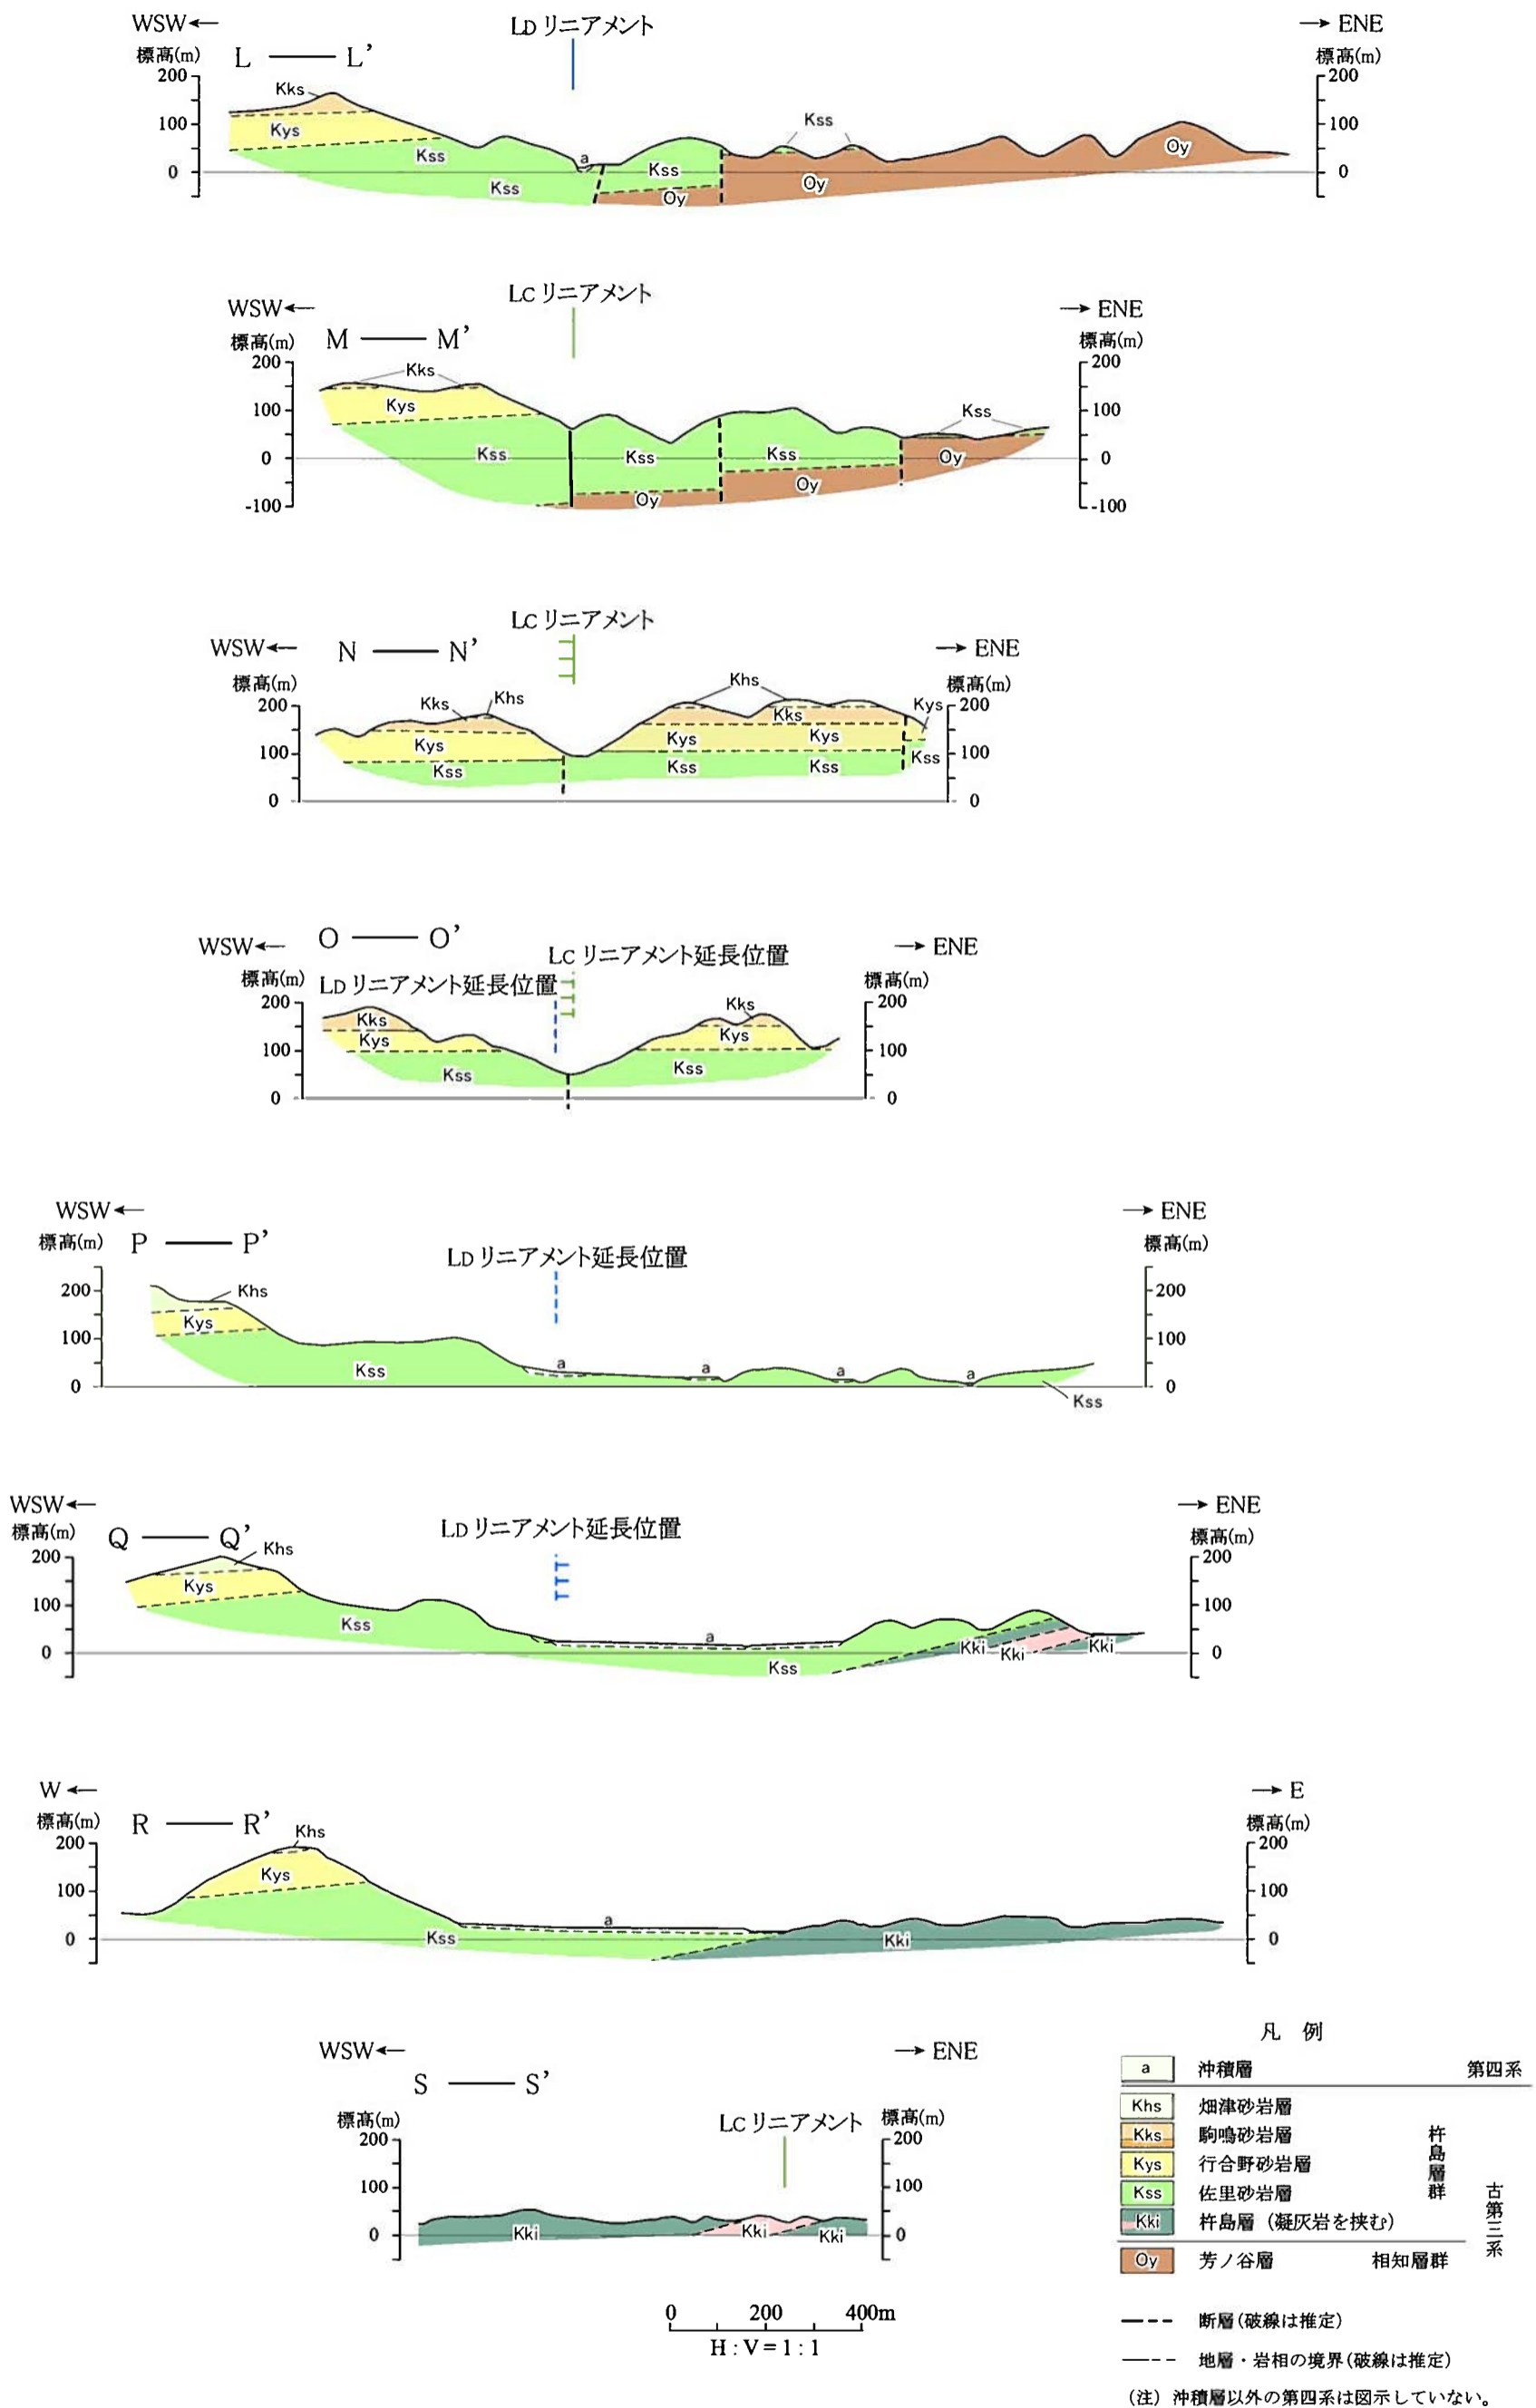 WSW← LDリニアメント → ENE
標高(m) L —— L’ 標高(m)
200 200
Kks
100 Kys Kss 100
Kss a Kss Oy
0 Kss Oy Oy 0
LCリニアメント
WSW← → ENE
標高(m) M —— M’ 標高(m)
200 Kks 200
100 Kys Kss 100
0 Kss Kss Kss Oy 0
Oy Oy
-100 -100
LCリニアメント
WSW← N —— N’ → ENE
標高(m) Khs 標高(m)
200 Kks Khs Kks Kys 200
100 Kys Kys Kys 100
Kss Kss Kss Kss
0 0
WSW← O —— O’ → ENE
LCリニアメント延長位置
標高(m) LDリニアメント延長位置 標高(m)
200 Kks Kks 200
Kys Kys
100 Kss Kss 100
0 0
WSW← → ENE
標高(m) P —— P’ LDリニアメント延長位置 標高(m)
200 Khs 200
Kys
100 100
Kss a a a a
0 0
Kss
WSW← → ENE
標高(m) Q —— Q’ LDリニアメント延長位置 標高(m)
200 Khs 200
Kys
100 Kss 100
a
0 Kki Kki Kki 0
Kss
W← → E
標高(m) R —— R’ 標高(m)
200 Khs 200
Kys
100 100
a
0 Kss Kki 0
WSW← → ENE
S —— S’
標高(m) LCリニアメント 標高(m)
200 200
100 100
0 Kki Kki Kki 0
0 200 400m
H : V = 1 : 1
凡 例
a 沖積層 第四系
Khs 畑津砂岩層
Kks 駒鳴砂岩層
Kys 行合野砂岩層
Kss 佐里砂岩層
Kki 杵島層（凝灰岩を挟む）
杵島層群
Oy 芳ノ谷層 相知層群
古第三系
断層(破線は推定)
地層・岩相の境界(破線は推定)
（注）沖積層以外の第四系は図示していない。